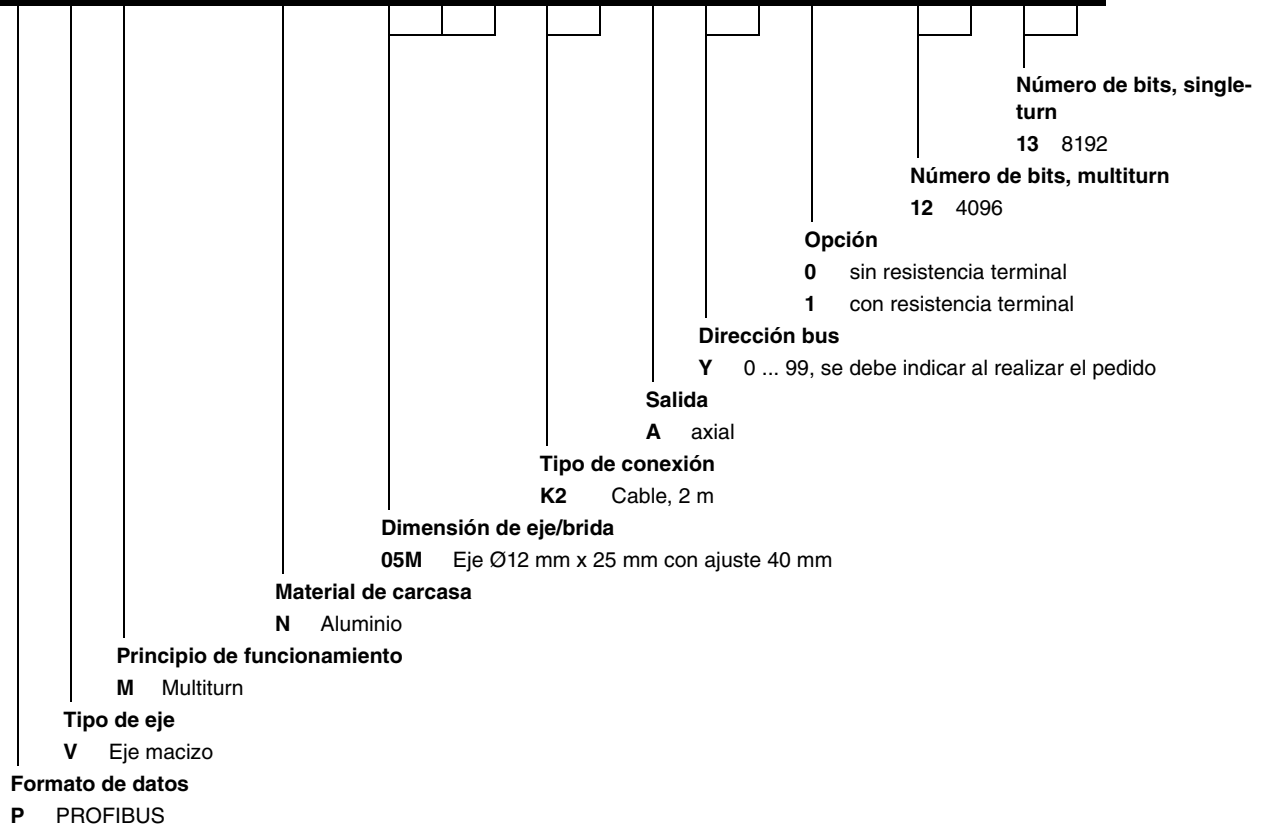 Número de bits, single-
turn
13 8192
Número de bits, multiturn
12 4096
Opción
0 sin resistencia terminal
1 con resistencia terminal
Dirección bus
Y 0 ... 99, se debe indicar al realizar el pedido
Salida
A axial
Tipo de conexión
K2 Cable, 2 m
Dimensión de eje/brida
05M Eje Ø12 mm x 25 mm con ajuste 40 mm
Material de carcasa
N Aluminio
Principio de funcionamiento
M Multiturn
Tipo de eje
V Eje macizo
Formato de datos
P PROFIBUS